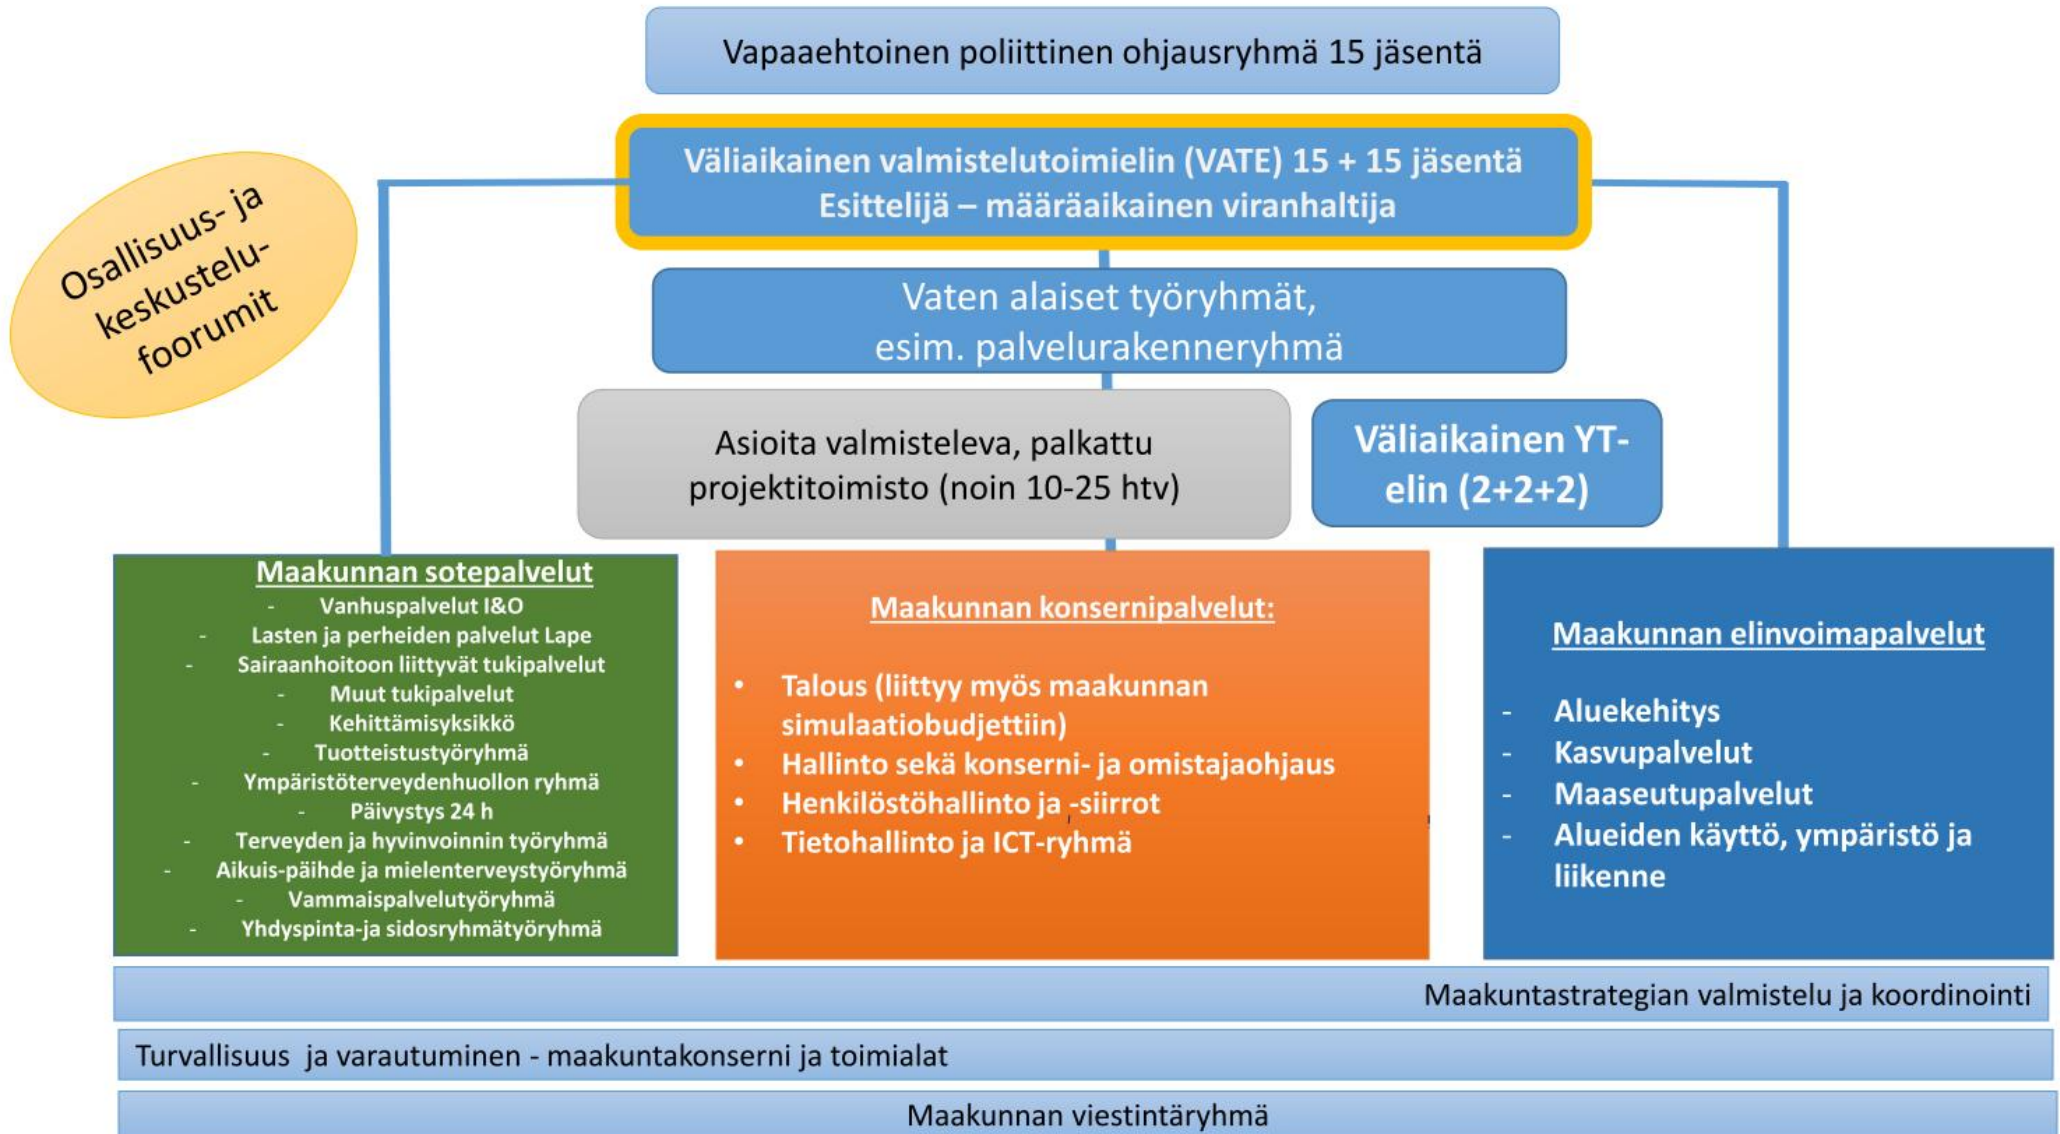 Vapaaehtoinen poliittinen ohjausryhmä 15 jäsentä
Väliaikainen valmistelutoimielin (VATE) 15 + 15 jäsentä
Esittelijä – määräaikainen viranhaltija
Osallisuus- ja
keskustelu-
foorumit
Vaten alaiset työryhmät,
esim. palvelurakenneryhmä
Asioita valmisteleva, palkattu
projektitoimisto (noin 10-25 htv)
Väliaikainen YT-
elin (2+2+2)
Maakunnan sotepalvelut
- Vanhuspalvelut I&O
- Lasten ja perheiden palvelut Lape
- Sairaanhoitoon liittyvät tukipalvelut
- Muut tukipalvelut
- Kehittämisyksikkö
- Tuotteistustyöryhmä
- Ympäristöterveydenhuollon ryhmä
- Päivystys 24 h
- Terveyden ja hyvinvoinnin työryhmä
- Aikuis-päihde ja mielenterveystyöryhmä
- Vammaispalvelutyöryhmä
- Yhdyspinta-ja sidosryhmätyöryhmä
Maakunnan konsernipalvelut:
• Talous (liittyy myös maakunnan
simulaatiobudjettiin)
• Hallinto sekä konserni- ja omistajaohjaus
• Henkilöstöhallinto ja -siirrot
• Tietohallinto ja ICT-ryhmä
Maakunnan elinvoimapalvelut
- Aluekehitys
- Kasvupalvelut
- Maaseutupalvelut
- Alueiden käyttö, ympäristö ja
liikenne
Maakuntastrategian valmistelu ja koordinointi
Turvallisuus ja varautuminen - maakuntakonserni ja toimialat
Maakunnan viestintäryhmä